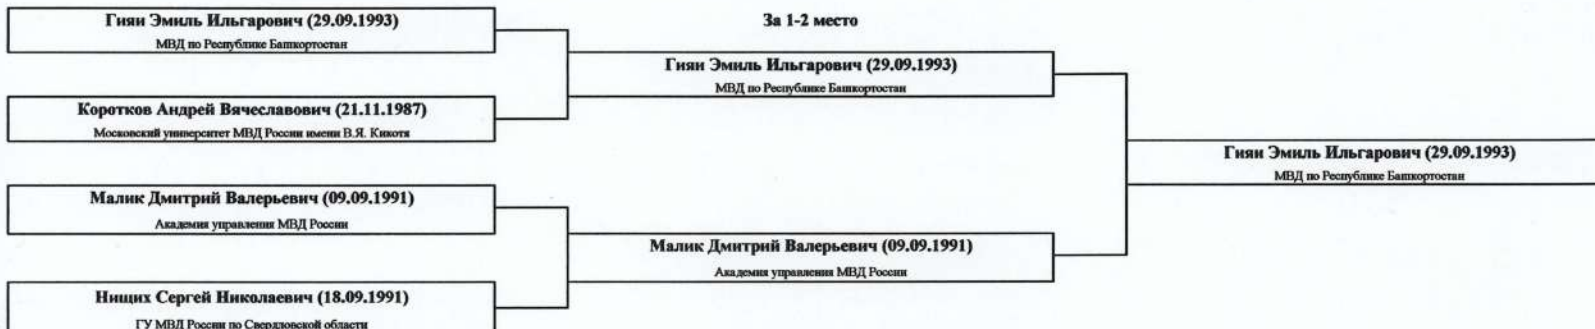 Гиян Эмиль Ильгарович (29.09.1993)
МВД по Республике Башкортостан
Коротков Андрей Вячеславович (21.11.1987)
Московский университет МВД России имени В.Я. Кикотя
Малик Дмитрий Валерьевич (09.09.1991)
Академия управления МВД России
Нищих Сергей Николаевич (18.09.1991)
ГУ МВД России по Свердловской области
За 1-2 место
Гиян Эмиль Ильгарович (29.09.1993)
МВД по Республике Башкортостан
Малик Дмитрий Валерьевич (09.09.1991)
Академия управления МВД России
Гиян Эмиль Ильгарович (29.09.1993)
МВД по Республике Башкортостан